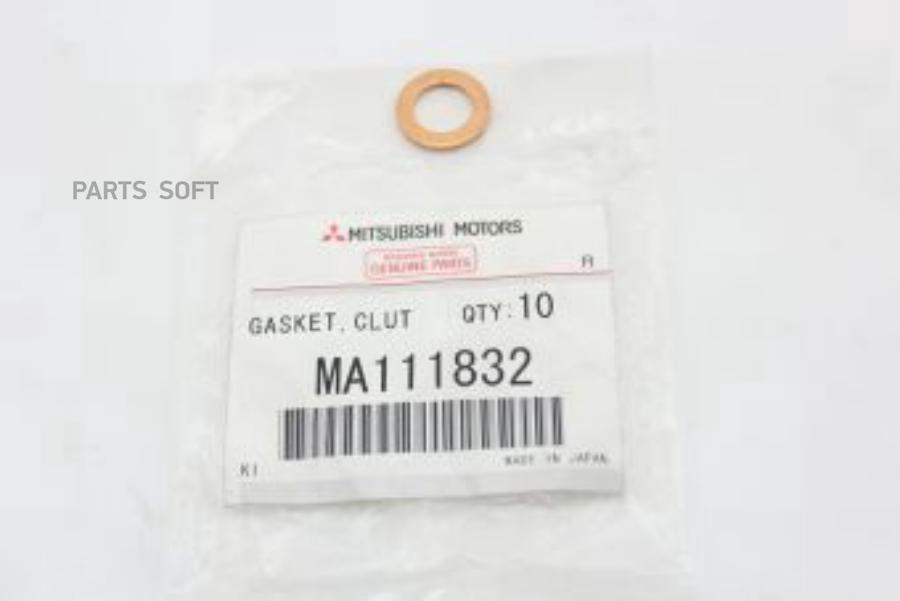 PARTS SOFT
MITSUBISHI MOTORS
GENUINE PARTS
R
GASKET, CLUT QTY: 10
MA111832
KI MADE IN JAPAN